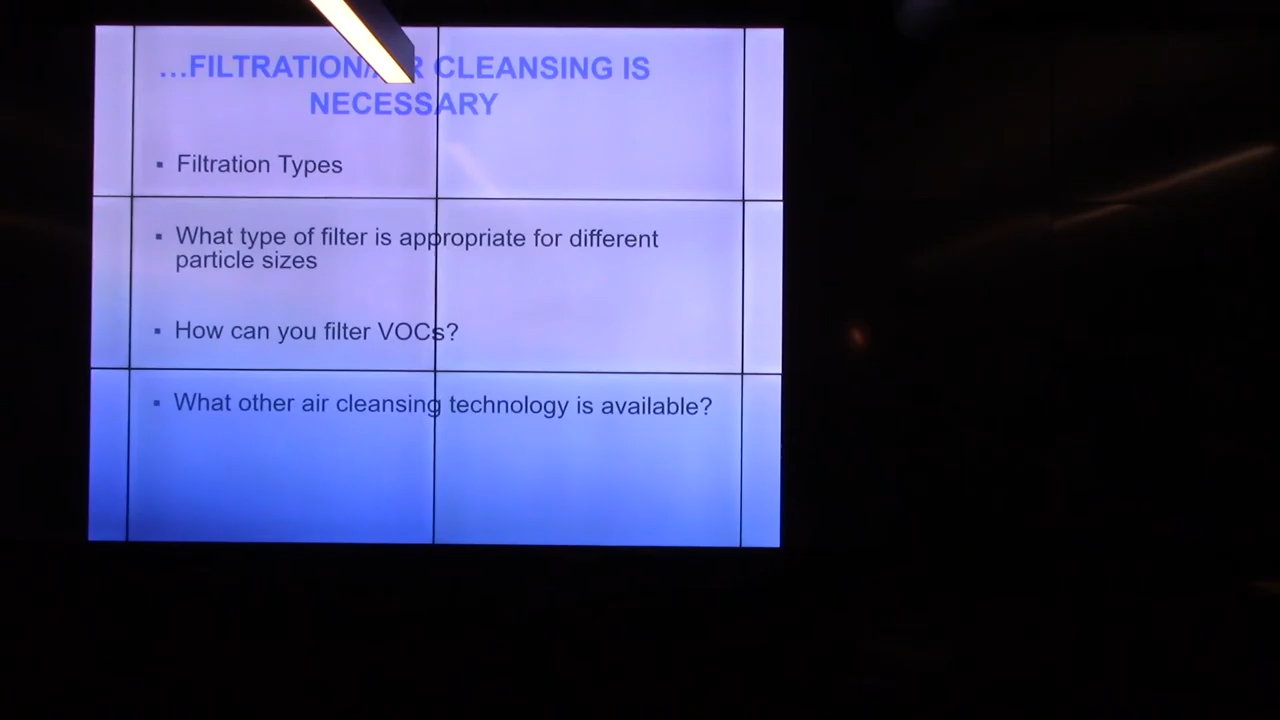 ...FILTRATION/ CLEANSING IS
NECESSARY
▪ Filtration Types
▪ What type of filter is appropriate for different
particle sizes
▪ How can you filter VOCs?
▪ What other air cleansing technology is available?